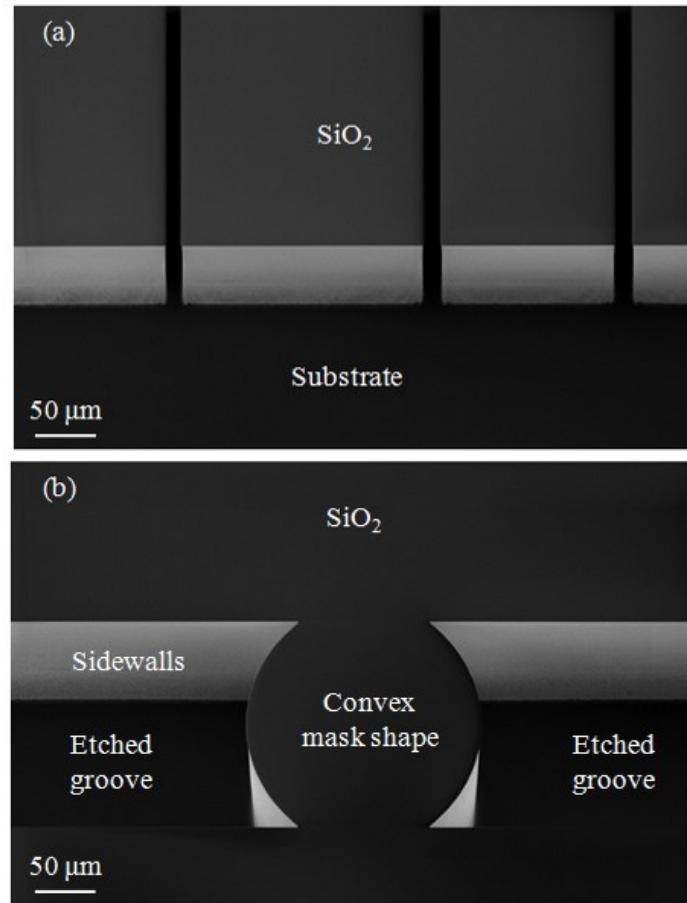 (a)
SiO₂
Substrate
50 μm
(b)
SiO₂
Sidewalls
Convex
mask shape
Etched
groove
Etched
groove
50 μm